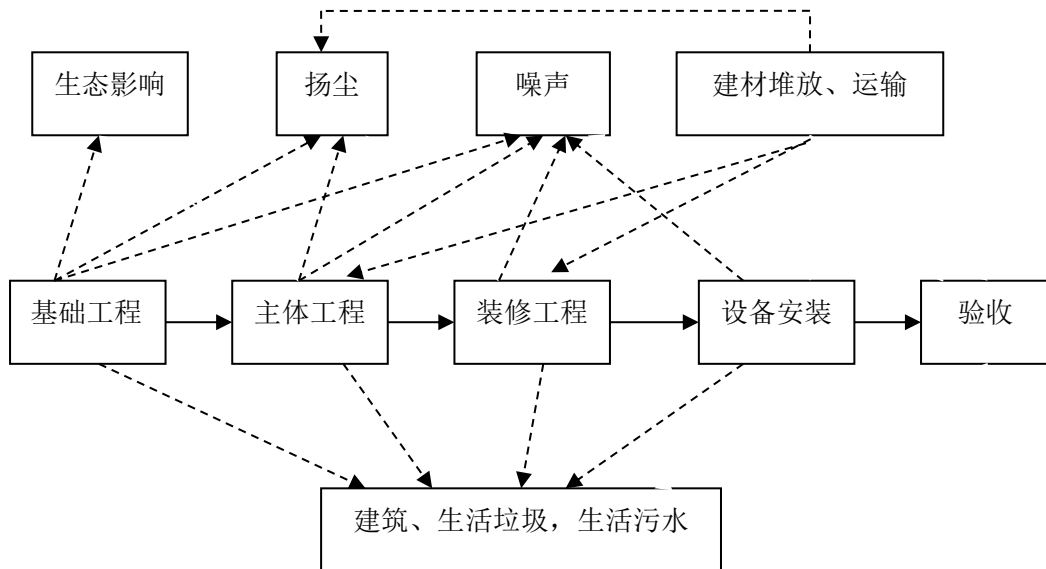 生态影响
扬尘
噪声
建材堆放、运输
基础工程
主体工程
装修工程
设备安装
验收
建筑、生活垃圾，生活污水